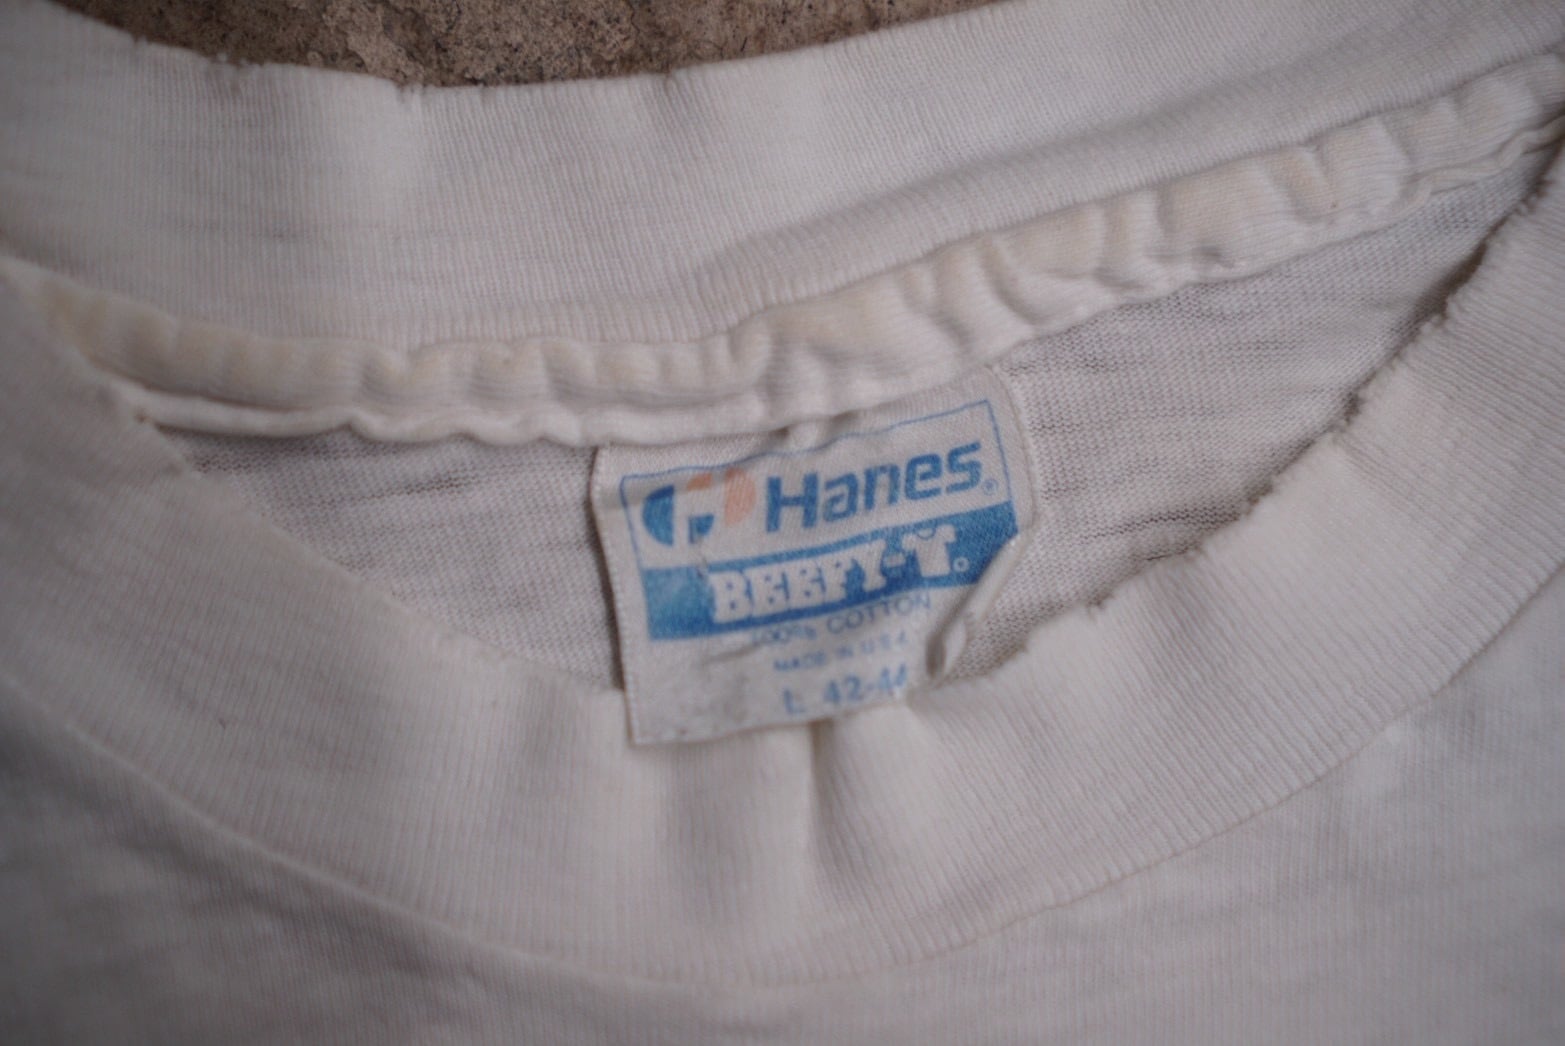 Hanes®
BEEFY-T®
100% COTTON
MADE IN U.S.A.
L 42-44